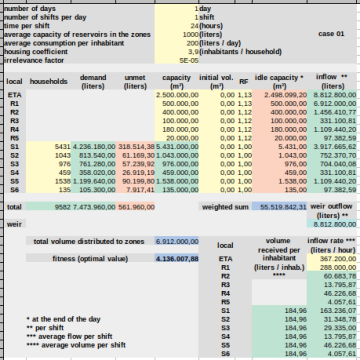 number of days 1 day
number of shifts per day 1 shift
time per shift 24 (hours)
average capacity of reservoirs in the zones 1000 (liters) case 01
average consumption per inhabitant 200 (liters / day)
housing coefficient 3,9 (inhabitants / household)
irrelevance factor 5E-05
local households demand (liters) unmet (liters) capacity (m³) initial vol. (m³) RF idle capacity * (m³) inflow ** (liters)
ETA 2.500.000,00 0,00 1,13 2.498.099,20 8.812.800,00
R1 500.000,00 0,00 1,13 500.000,00 6.912.000,00
R2 400.000,00 0,00 1,12 400.000,00 1.456.410,77
R3 100.000,00 0,00 1,12 100.000,00 331.100,81
R4 180.000,00 0,00 1,12 180.000,00 1.109.440,20
R5 20.000,00 0,00 1,12 20.000,00 97.382,59
S1 5431 4.236.180,00 318.514,38 5.431.000,00 0,00 1,00 5.431,00 3.917.665,62
S2 1043 813.540,00 61.169,30 1.043.000,00 0,00 1,00 1.043,00 752.370,70
S3 976 761.280,00 57.239,92 976.000,00 0,00 1,00 976,00 704.040,08
S4 459 358.020,00 26.919,19 459.000,00 0,00 1,00 459,00 331.100,81
S5 1538 1.199.640,00 90.199,80 1.538.000,00 0,00 1,00 1.538,00 1.109.440,20
S6 135 105.300,00 7.917,41 135.000,00 0,00 1,00 135,00 97.382,59
total 9582 7.473.960,00 561.960,00 weighted sum 55.519.842,31 weir outflow (liters) **
weir 8.812.800,00
total volume distributed to zones 6.912.000,00
fitness (optimal value) 4.136.007,88
local volume received per inhabitant (liters / inhab.) **** inflow rate *** (liters / hour)
ETA 367.200,00
R1 288.000,00
R2 60.683,78
R3 13.795,87
R4 46.226,68
R5 4.057,61
* at the end of the day S1 184,96 163.236,07
** per shift S2 184,96 31.348,78
*** average flow per shift S3 184,96 29.335,00
**** average volume per shift S4 184,96 13.795,87
S5 184,96 46.226,68
S6 184,96 4.057,61